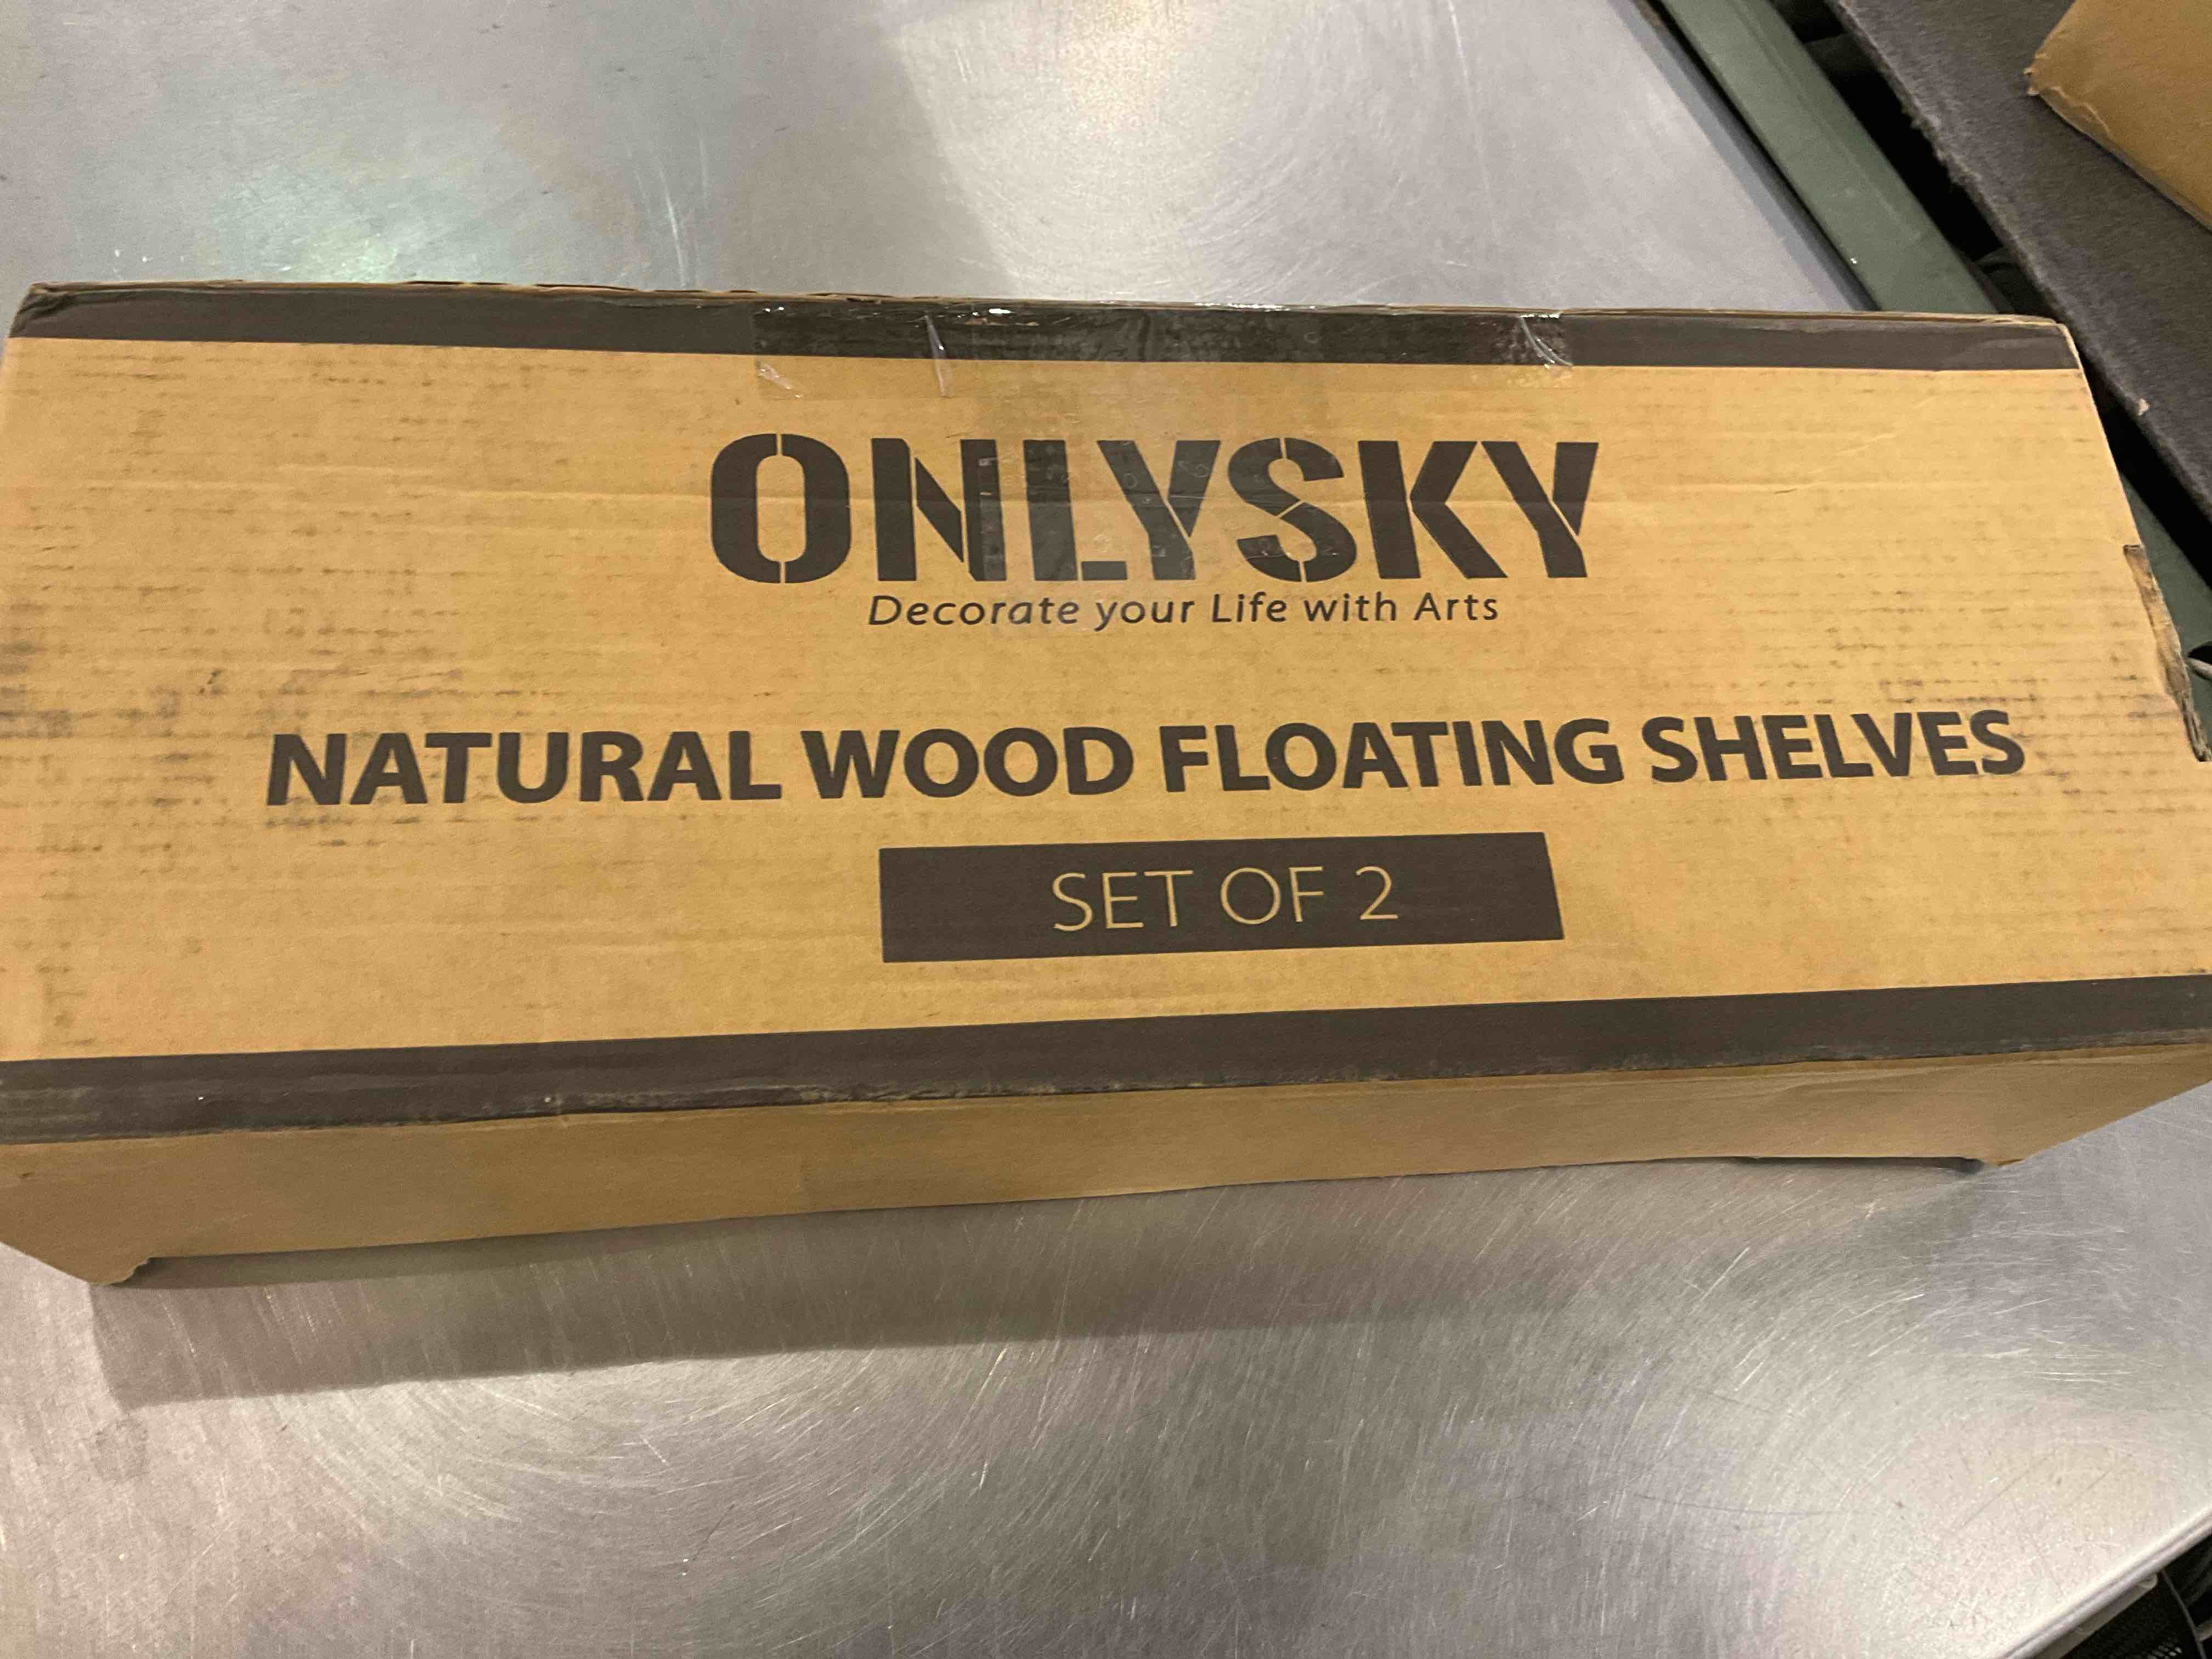 ONLYSKY
Decorate your Life with Arts
NATURAL WOOD FLOATING SHELVES
SET OF 2